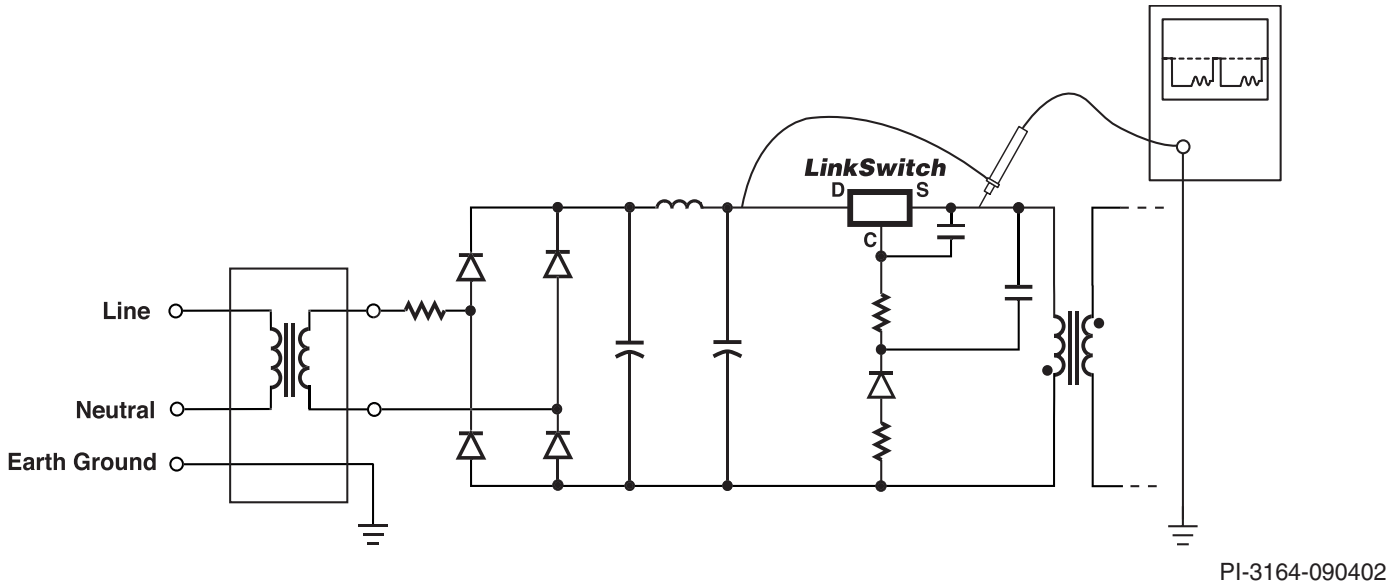 LinkSwitch
D
S
C
Line
Neutral
Earth Ground
PI-3164-090402